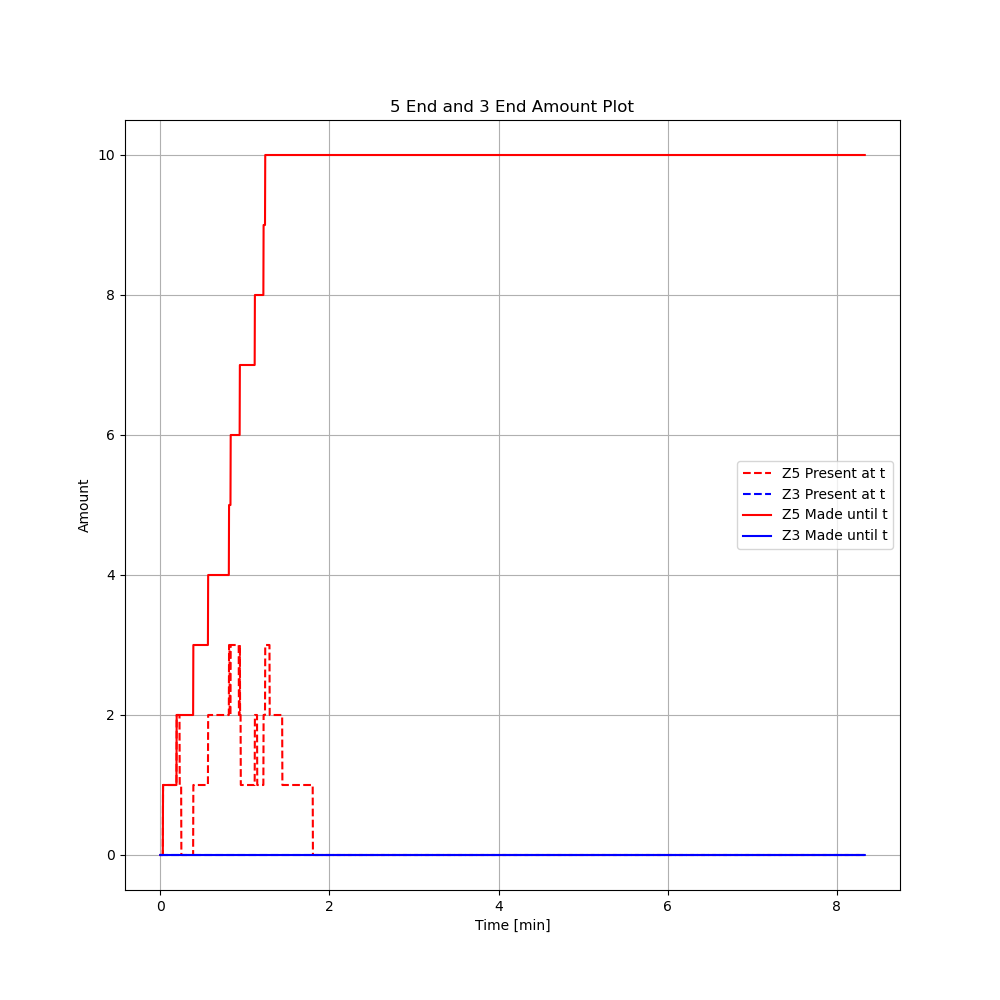 5 End and 3 End Amount Plot
10
8
6
4
2
0
Amount
Z5 Present at t
Z3 Present at t
Z5 Made until t
Z3 Made until t
0 2 4 6 8
Time [min]